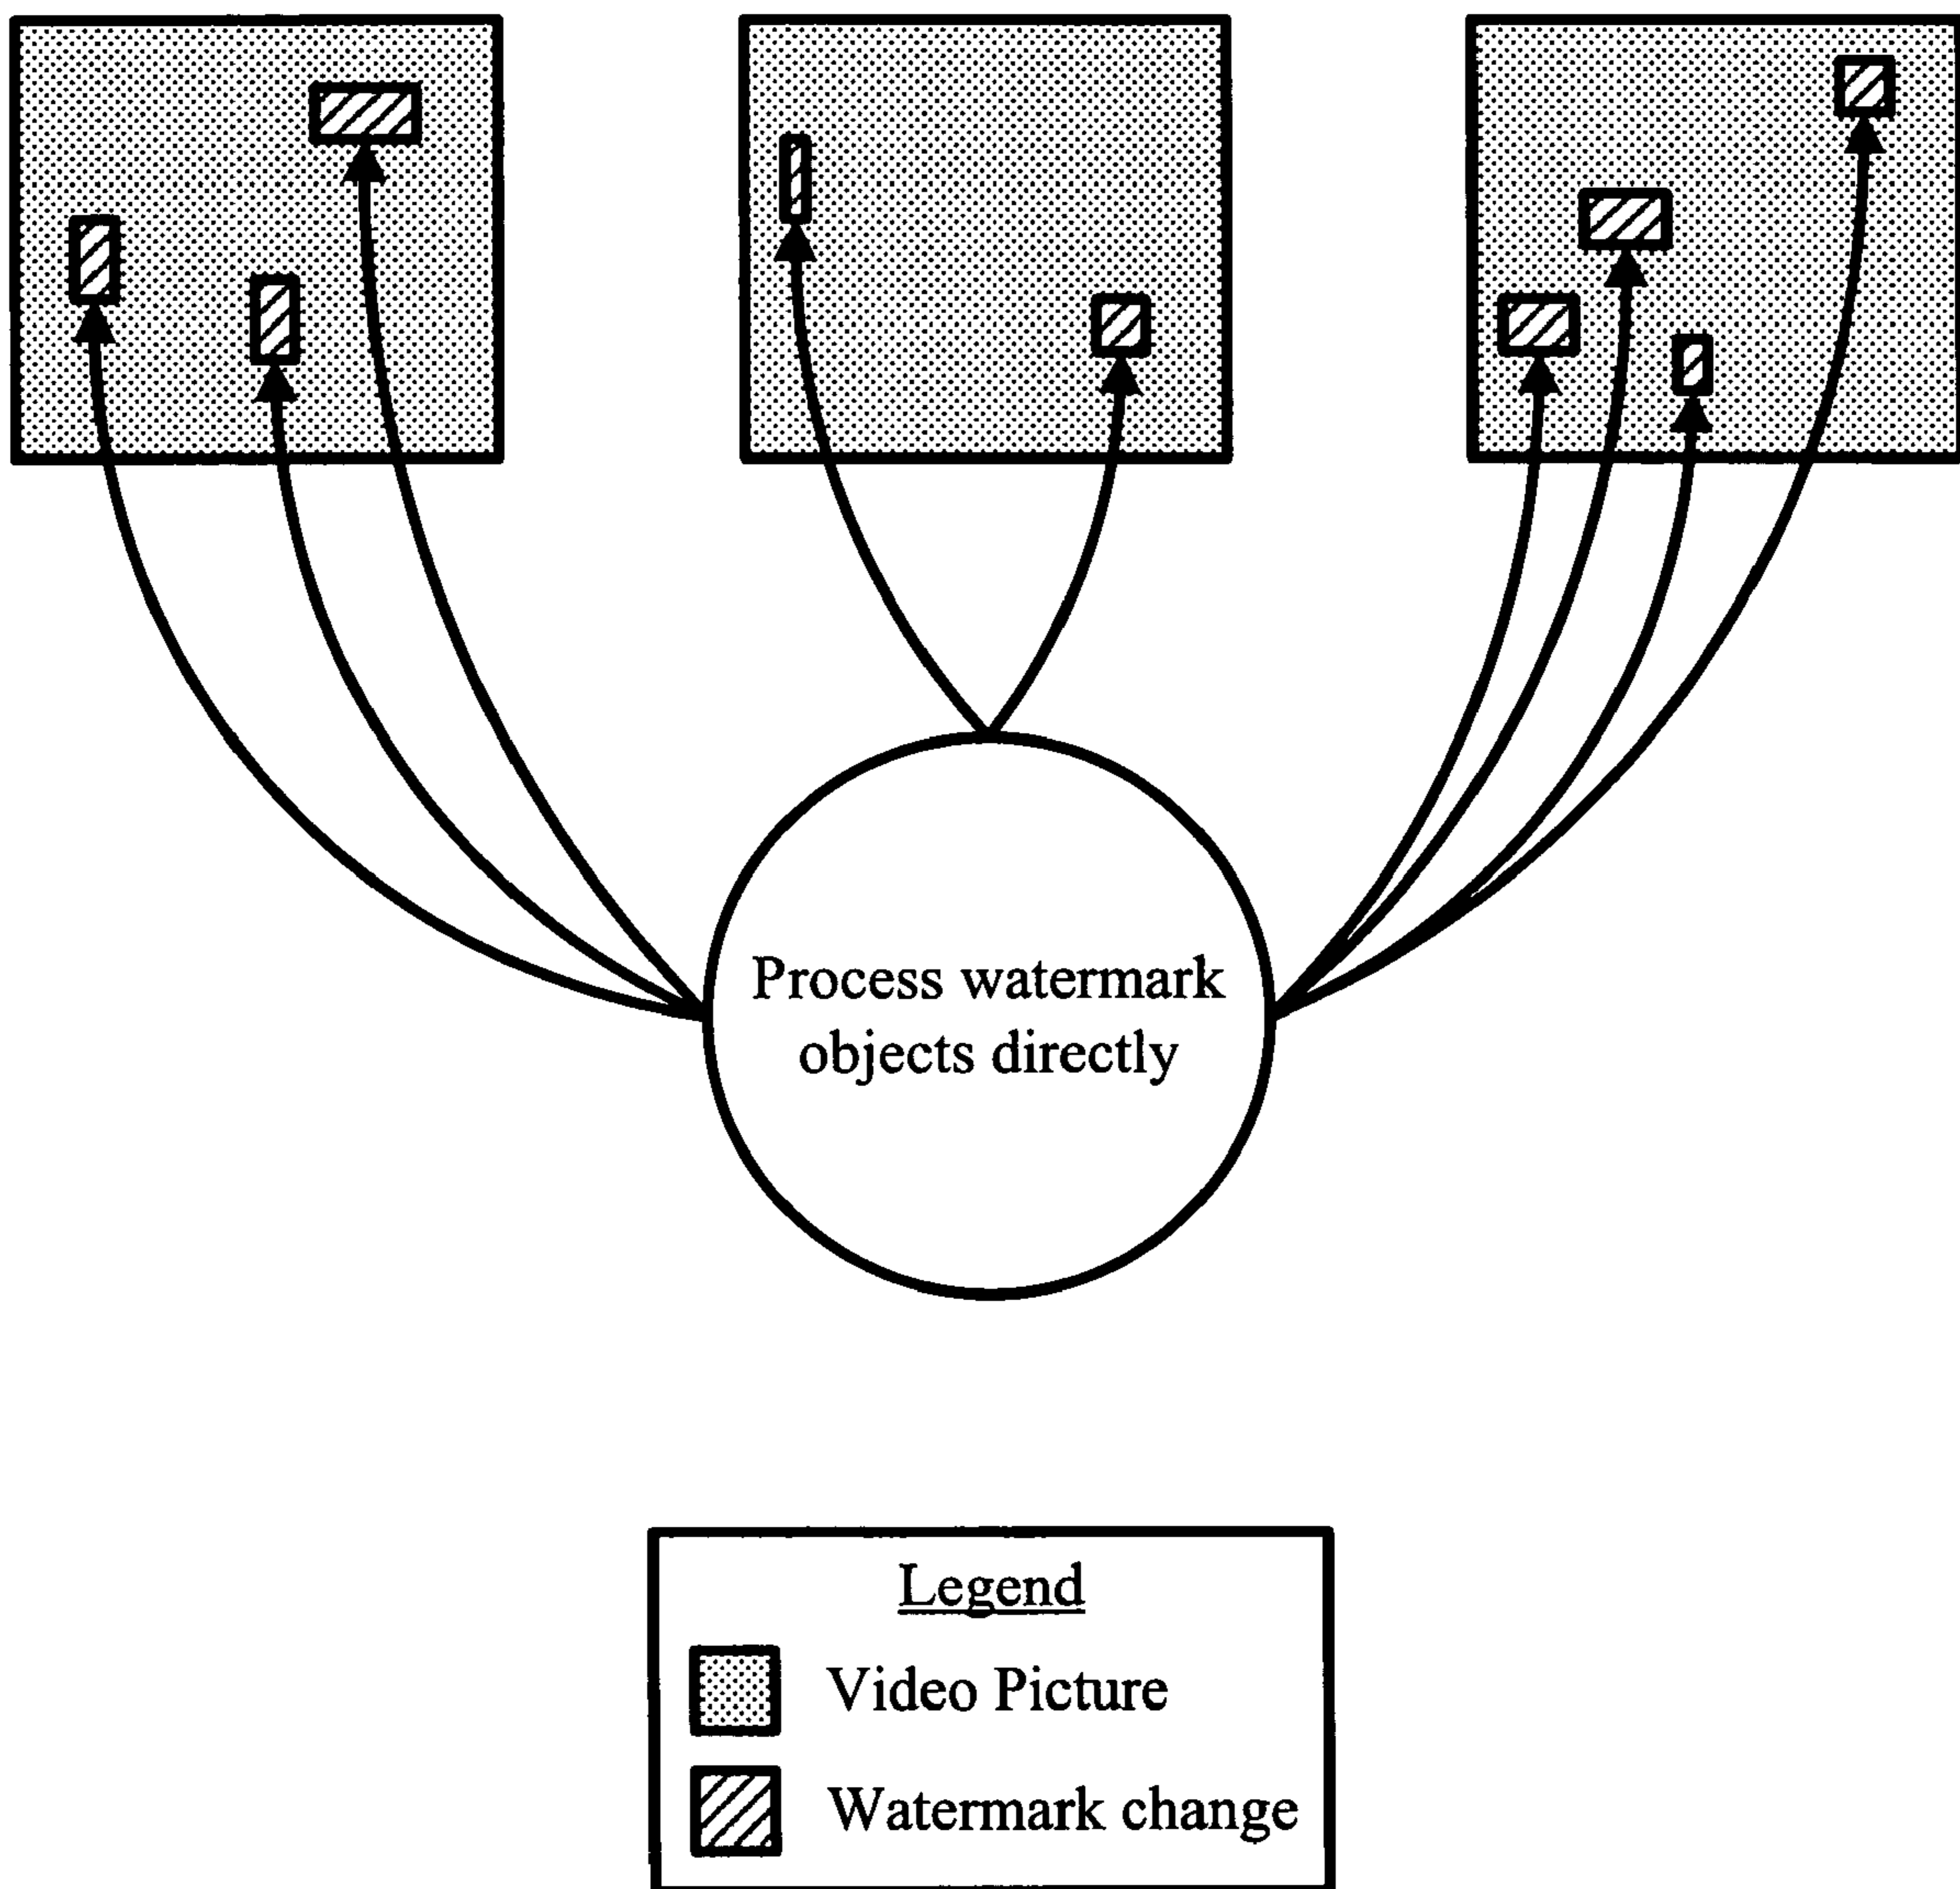 Process watermark
objects directly
Legend
Video Picture
Watermark change